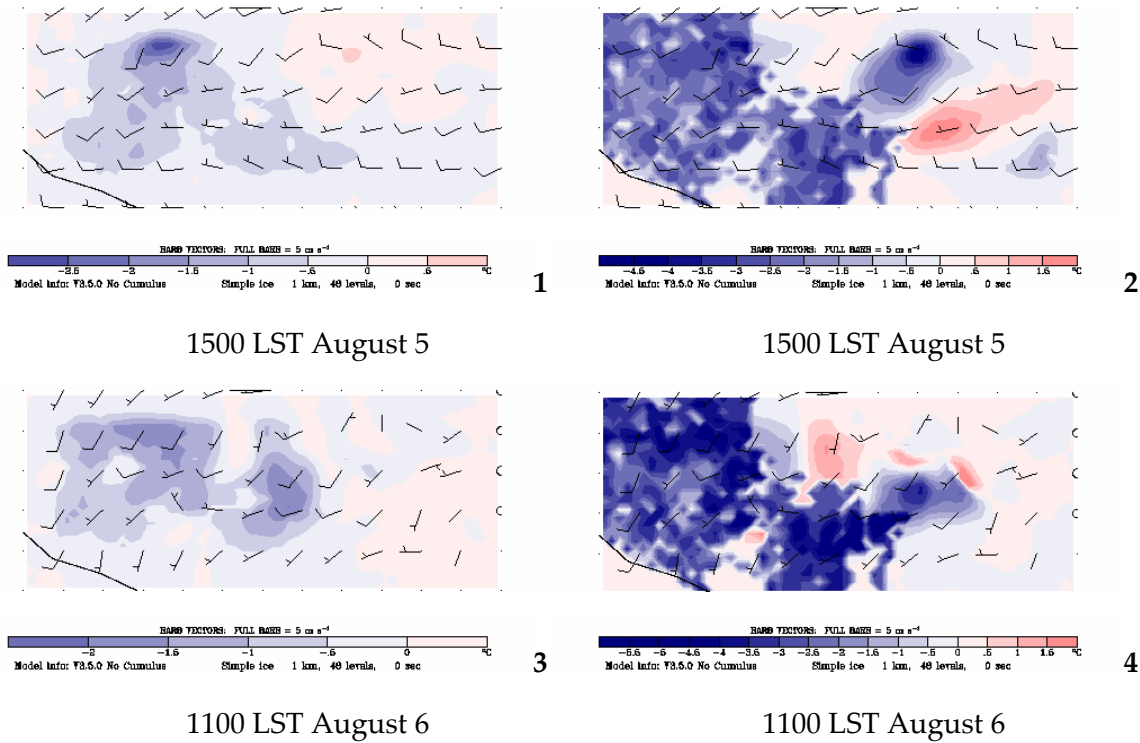 BARB VECTORS: FULL BARB = 5 m s⁻¹
-2.5 -2 -1.5 -1 -.5 0 .5 °C
Model info: V3.5.0 No Cumulus Simple ice 1 km, levels, 0 sec
1
1500 LST August 5
BARB VECTORS: FULL BARB = 5 m s⁻¹
-4.5 -4 -3.5 -3 -2.5 -2 -1.5 -1 -.5 0 .5 1 1.5 °C
Model info: V3.5.0 No Cumulus Simple ice 1 km, levels, 0 sec
2
1500 LST August 5
BARB VECTORS: FULL BARB = 5 m s⁻¹
-2 -1.5 -1 -.5 0 °C
Model info: V3.5.0 No Cumulus Simple ice 1 km, levels, 0 sec
3
1100 LST August 6
BARB VECTORS: FULL BARB = 5 m s⁻¹
-5.5 -5 -4.5 -4 -3.5 -3 -2.5 -2 -1.5 -1 -.5 0 .5 1 1.5 °C
Model info: V3.5.0 No Cumulus Simple ice 1 km, levels, 0 sec
4
1100 LST August 6